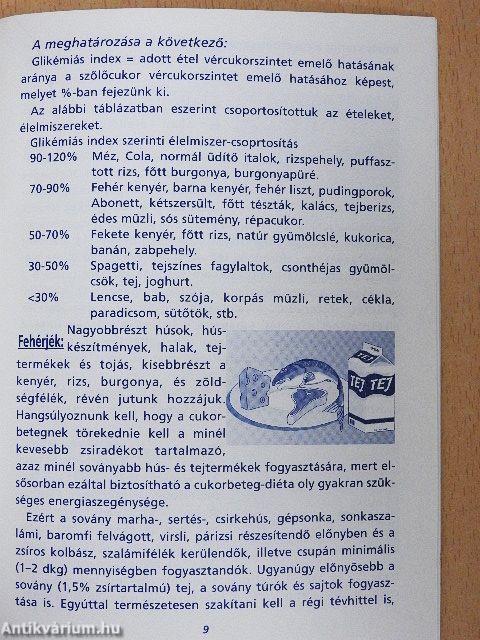 A meghatározása a következő:
Glikémiás index = adott étel vércukorszintet emelő hatásának
aránya a szőlőcukor vércukorszintet emelő hatásához képest,
melyet %-ban fejezünk ki.
Az alábbi táblázatban eszerint csoportosítottuk az ételeket,
élelmiszereket.
Glikémiás index szerinti élelmiszer-csoprtosítás
90-120% Méz, Cola, normál üdítő italok, rizspehely, puffasz-
tott rizs, főtt burgonya, burgonyapüré.
70-90% Fehér kenyér, barna kenyér, fehér liszt, pudingporok,
Abonett, kétszersült, főtt tészták, kalács, tejberizs,
édes müzli, sós sütemény, répacukor.
50-70% Fekete kenyér, főtt rizs, natúr gyümölcslé, kukorica,
banán, zabpehely.
30-50% Spagetti, tejszínes fagylaltok, csonthéjas gyümöl-
csök, tej, joghurt.
<30% Lencse, bab, szója, korpás müzli, retek, cékla,
paradicsom, sütőtök, stb.
Fehérjék: Nagyobbrészt húsok, hús-
készítmények, halak, tej-
termékek és tojás, kisebbrészt a
kenyér, rizs, burgonya, és zöld-
ségfélék, révén jutunk hozzájuk.
Hangsúlyoznunk kell, hogy a cukor-
betegnek törekednie kell a minél
kevesebb zsiradékot tartalmazó,
azaz minél soványabb hús- és tejtermékek fogyasztására, mert el-
sősorban ezáltal biztosítható a cukorbeteg-diéta oly gyakran szük-
séges energiaszegénysége.
Ezért a sovány marha-, sertés-, csirkehús, gépsonka, sonkasza-
lámi, baromfi felvágott, virsli, párizsi részesítendő előnyben és a
zsíros kolbász, szalámifélék kerülendők, illetve csupán minimális
(1–2 dkg) mennyiségben fogyasztandók. Ugyanúgy előnyösebb a
sovány (1,5% zsírtartalmú) tej, a sovány túrók és sajtok fogyasz-
tása is. Egyúttal természetesen szakítani kell a régi tévhittel is,
TEJ TEJ
9
Antikvárium.hu